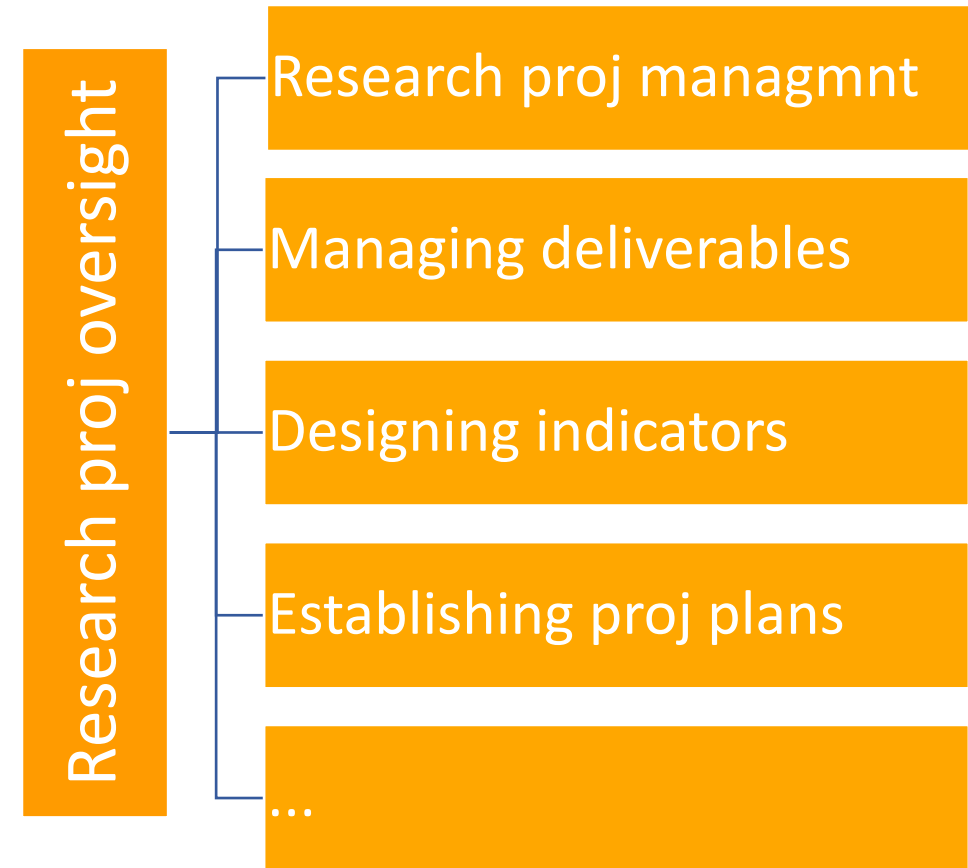 Research proj oversight
Research proj managmnt
Managing deliverables
Designing indicators
Establishing proj plans
...